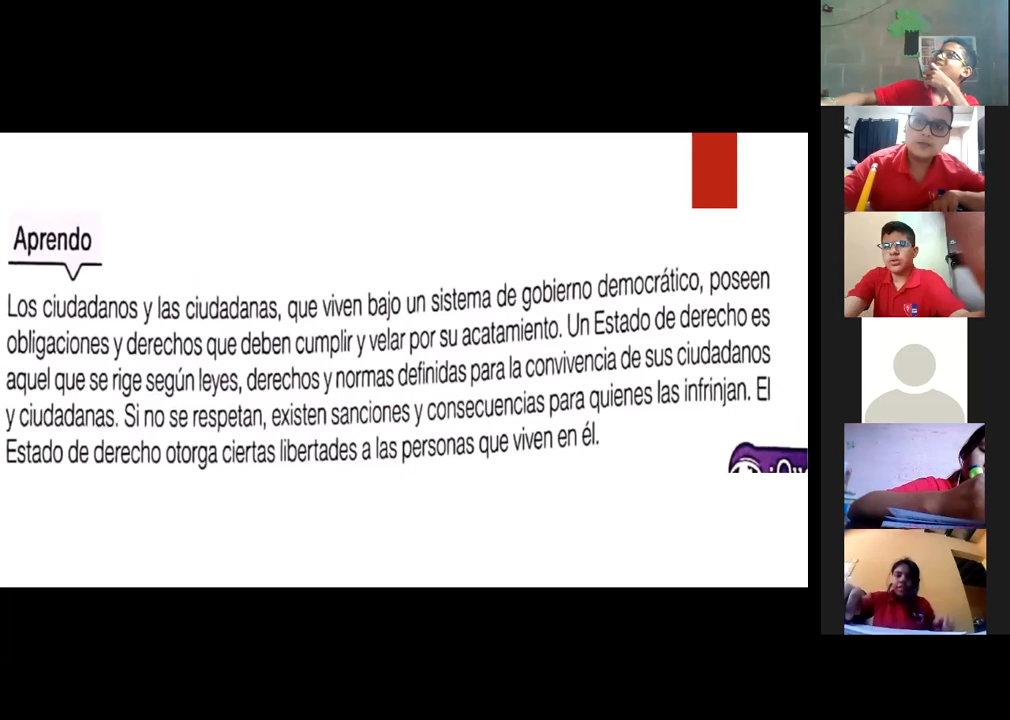 Aprendo
Los ciudadanos y las ciudadanas, que viven bajo un sistema de gobierno democrático, poseen
obligaciones y derechos que deben cumplir y velar por su acatamiento. Un Estado de derecho es
aquel que se rige según leyes, derechos y normas definidas para la convivencia de sus ciudadanos
y ciudadanas. Si no se respetan, existen sanciones y consecuencias para quienes las infrinjan. El
Estado de derecho otorga ciertas libertades a las personas que viven en él.